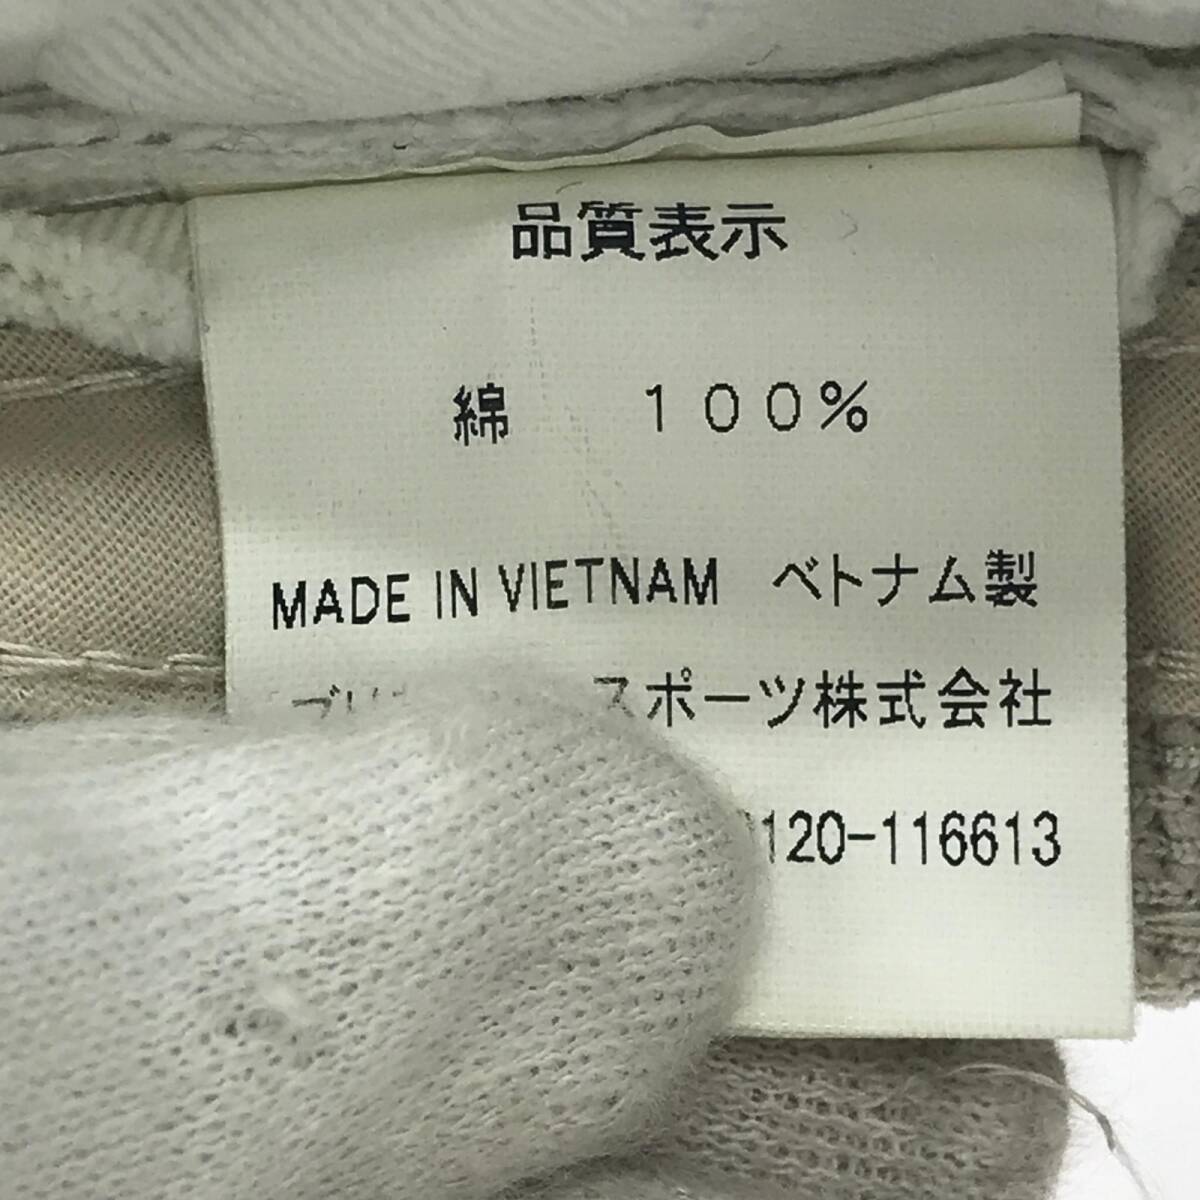 品質表示
綿 100%
MADE IN VIETNAM ベトナム製
スポーツ株式会社
120-116613